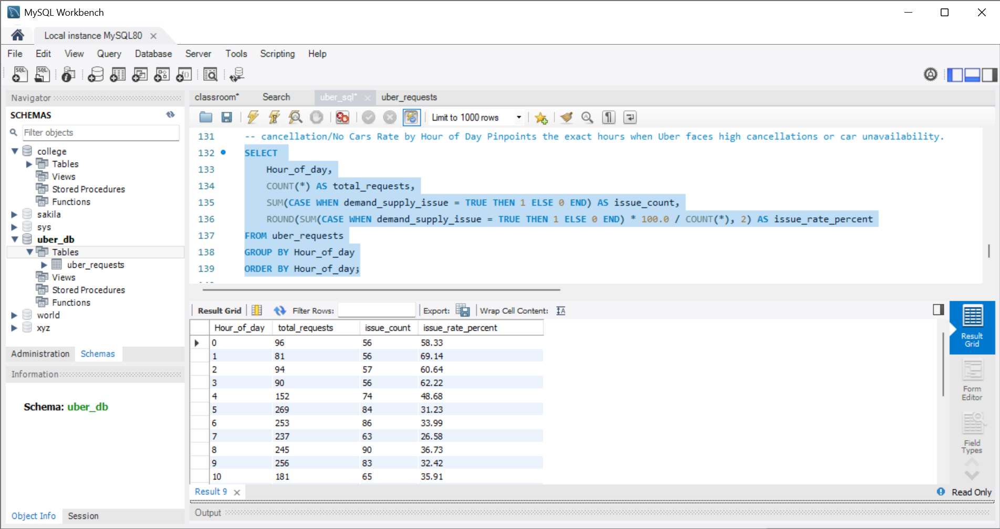 MySQL Workbench
Local instance MySQL80
File Edit View Query Database Server Tools Scripting Help
Navigator
SCHEMAS
Filter objects
college
Tables
Views
Stored Procedures
Functions
sakila
sys
uber_db
Tables
uber_requests
Views
Stored Procedures
Functions
world
xyz
Administration Schemas
Information
Schema: uber_db
Object Info Session
classroom* Search uber_sql* uber_requests
Limit to 1000 rows
131 -- cancellation/No Cars Rate by Hour of Day Pinpoints the exact hours when Uber faces high cancellations or car unavailability.
132 SELECT
133 Hour_of_day,
134 COUNT(*) AS total_requests,
135 SUM(CASE WHEN demand_supply_issue = TRUE THEN 1 ELSE 0 END) AS issue_count,
136 ROUND(SUM(CASE WHEN demand_supply_issue = TRUE THEN 1 ELSE 0 END) * 100.0 / COUNT(*), 2) AS issue_rate_percent
137 FROM uber_requests
138 GROUP BY Hour_of_day
139 ORDER BY Hour_of_day;
Result Grid Filter Rows: Export: Wrap Cell Content:
Hour_of_day total_requests issue_count issue_rate_percent
0 96 56 58.33
1 81 56 69.14
2 94 57 60.64
3 90 56 62.22
4 152 74 48.68
5 269 84 31.23
6 253 86 33.99
7 237 63 26.58
8 245 90 36.73
9 256 83 32.42
10 181 65 35.91
Result
Grid
Form
Editor
Field
Types
Result 9
Read Only
Output